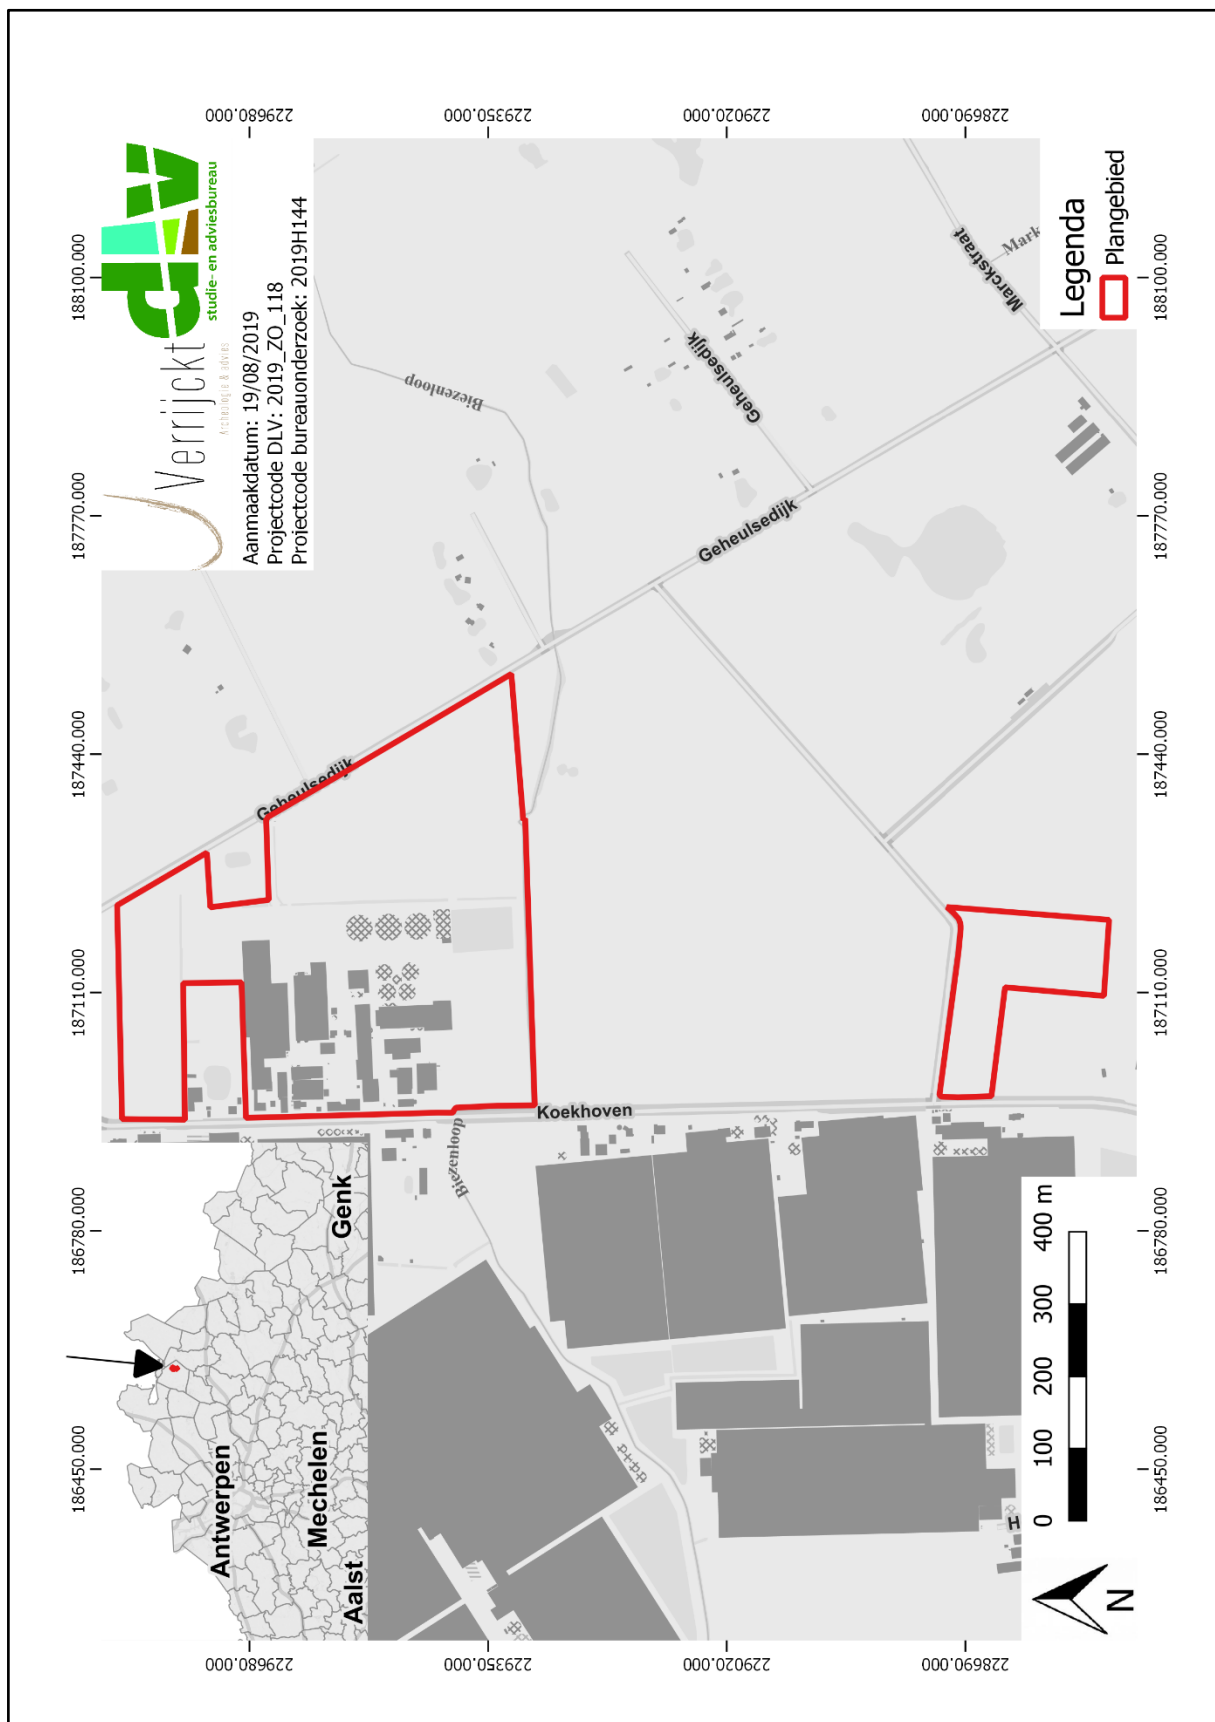 186450.000
186780.000
187110.000
187440.000
187770.000
188100.000
229680.000
229350.000
229020.000
228690.000
229680.000
229350.000
229020.000
228690.000
Antwerpen
Mechelen
Aalst
Genk
Verrijckt
Archeologie & advies
dlv
studie- en adviesbureau
Aanmaakdatum: 19/08/2019
Projectcode DLV: 2019_ZO_118
Projectcode bureauonderzoek: 2019H144
Geheulsedijk
Biezenloop
Geheulsedijk
Geheulsedijk
Koekhoven
Biezenloop
Marckstraat
Mark
H
N
0 100 200 300 400 m
Legenda
Plangebied
186450.000
186780.000
187110.000
187440.000
187770.000
188100.000